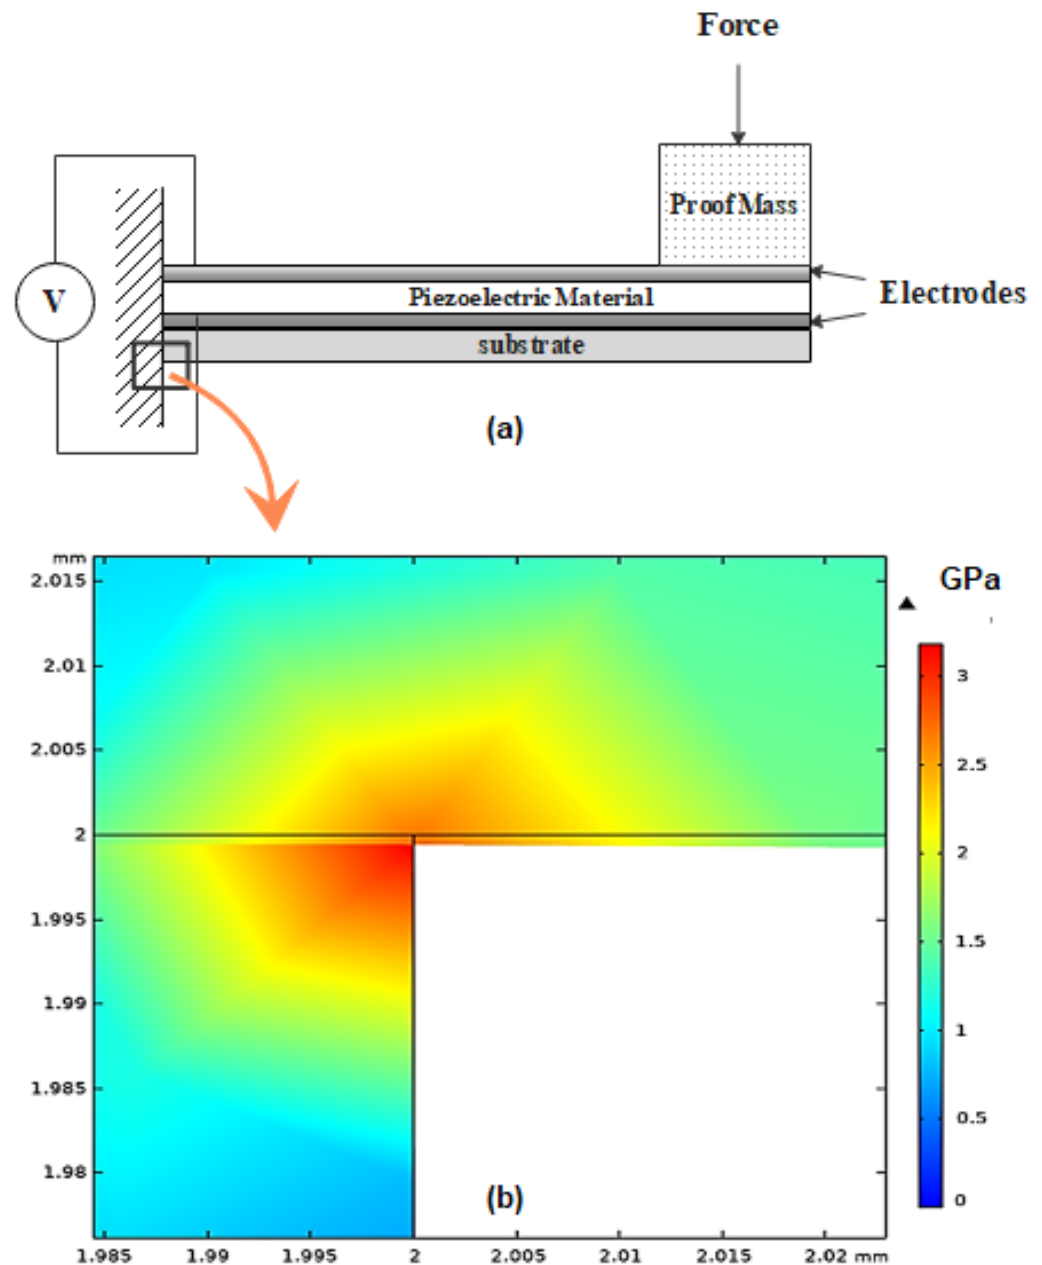 Force
Proof Mass
V
Piezoelectric Material
Electrodes
substrate
(a)
mm
2.015
2.01
2.005
2
1.995
1.99
1.985
1.98
GPa
3
2.5
2
1.5
1
0.5
0
(b)
1.985 1.99 1.995 2 2.005 2.01 2.015 2.02 mm